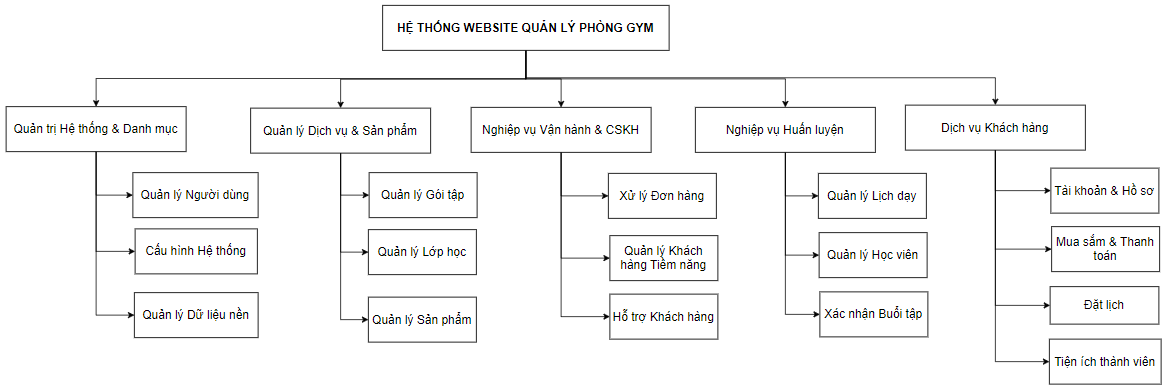 HỆ THỐNG WEBSITE QUẢN LÝ PHÒNG GYM
Quản trị Hệ thống & Danh mục
Quản lý Dịch vụ & Sản phẩm
Nghiệp vụ Vận hành & CSKH
Nghiệp vụ Huấn luyện
Dịch vụ Khách hàng
Quản lý Người dùng
Cấu hình Hệ thống
Quản lý Dữ liệu nền
Quản lý Gói tập
Quản lý Lớp học
Quản lý Sản phẩm
Xử lý Đơn hàng
Quản lý Khách
hàng Tiềm năng
Hỗ trợ Khách hàng
Quản lý Lịch dạy
Quản lý Học viên
Xác nhận Buổi tập
Tài khoản & Hồ sơ
Mua sắm & Thanh
toán
Đặt lịch
Tiện ích thành viên